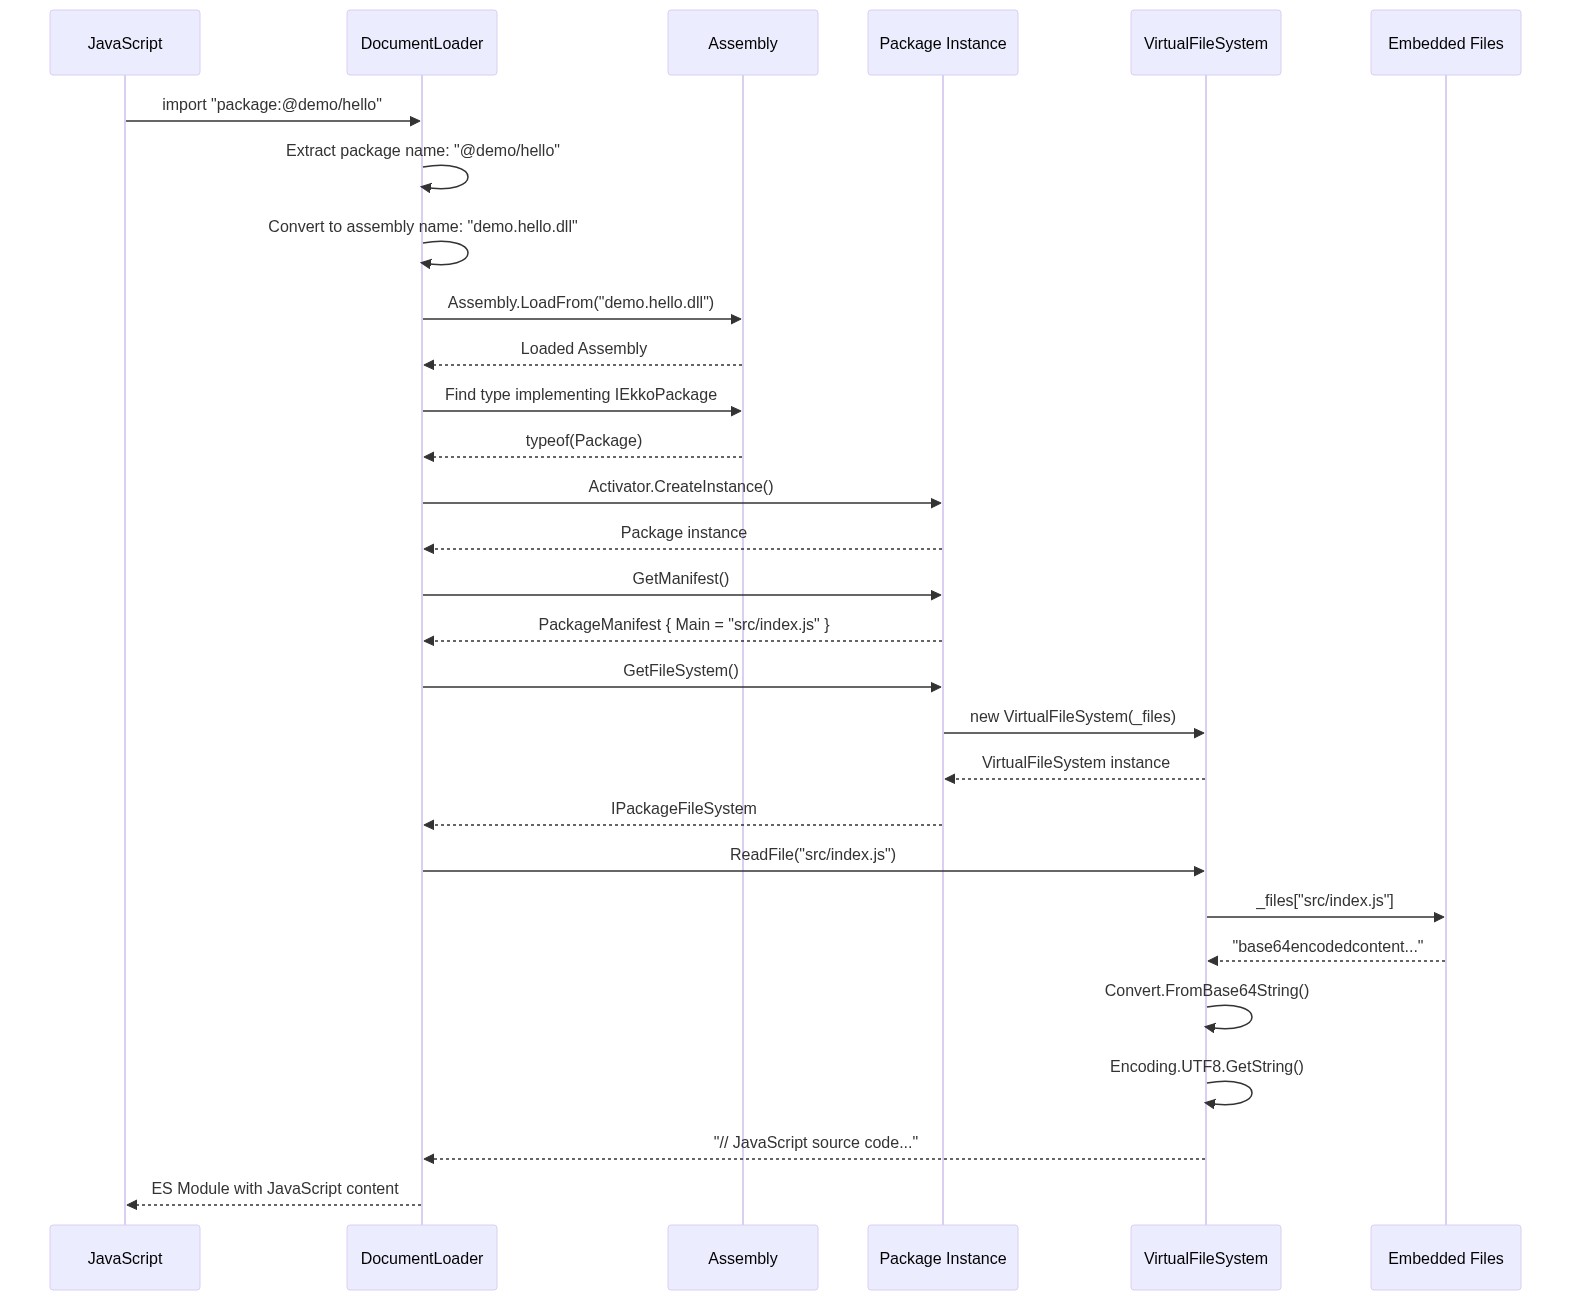 JavaScript
DocumentLoader
Assembly
Package Instance
VirtualFileSystem
Embedded Files
import "package:@demo/hello"
Extract package name: "@demo/hello"
Convert to assembly name: "demo.hello.dll"
Assembly.LoadFrom("demo.hello.dll")
Loaded Assembly
Find type implementing IEkkoPackage
typeof(Package)
Activator.CreateInstance()
Package instance
GetManifest()
PackageManifest { Main = "src/index.js" }
GetFileSystem()
new VirtualFileSystem(_files)
VirtualFileSystem instance
IPackageFileSystem
ReadFile("src/index.js")
_files["src/index.js"]
"base64encodedcontent..."
Convert.FromBase64String()
Encoding.UTF8.GetString()
"// JavaScript source code..."
ES Module with JavaScript content
JavaScript
DocumentLoader
Assembly
Package Instance
VirtualFileSystem
Embedded Files